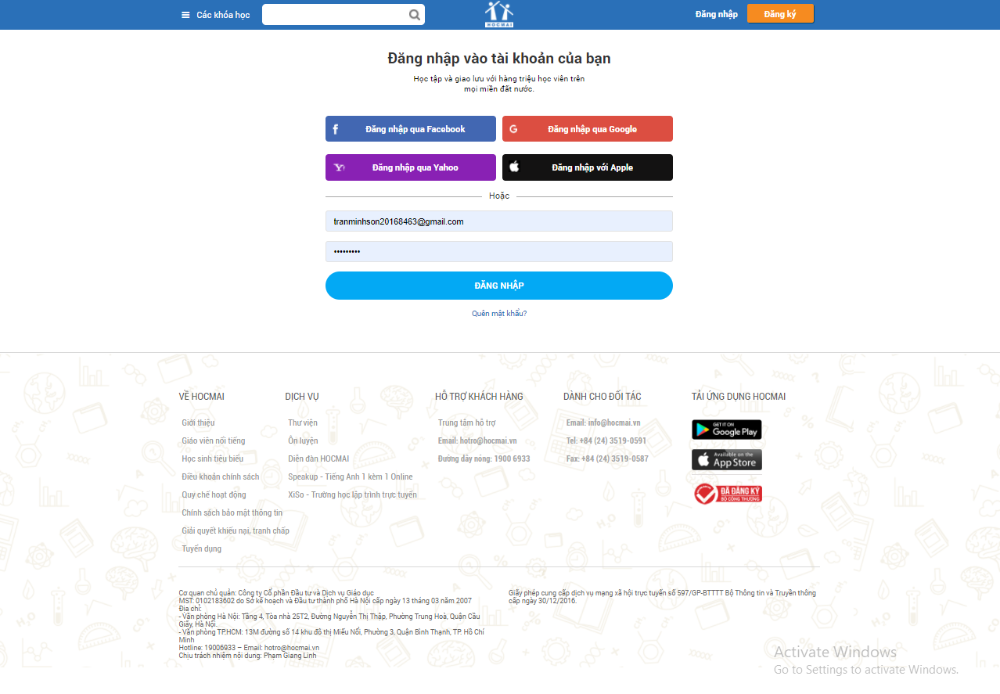 Các khóa học
HOCMAI
Đăng nhập
Đăng ký
Đăng nhập vào tài khoản của bạn
Học tập và giao lưu với hàng triệu học viên trên
mọi miền đất nước.
Đăng nhập qua Facebook
Đăng nhập qua Google
Đăng nhập qua Yahoo
Đăng nhập với Apple
Hoặc
tranminhson20168463@gmail.com
•••••••••
ĐĂNG NHẬP
Quên mật khẩu?
VỀ HOCMAI
Giới thiệu
Giáo viên nổi tiếng
Học sinh tiêu biểu
Điều khoản chính sách
Quy chế hoạt động
Chính sách bảo mật thông tin
Giải quyết khiếu nại, tranh chấp
Tuyển dụng
DỊCH VỤ
Thư viện
Ôn luyện
Diễn đàn HOCMAI
Speakup - Tiếng Anh 1 kèm 1 Online
XiSo - Trường học lập trình trực tuyến
HỖ TRỢ KHÁCH HÀNG
Trung tâm hỗ trợ
Email: hotro@hocmai.vn
Đường dây nóng: 1900 6933
DÀNH CHO ĐỐI TÁC
Email: info@hocmai.vn
Tel: +84 (24) 3519-0591
Fax: +84 (24) 3519-0587
TẢI ỨNG DỤNG HOCMAI
GET IT ON
Google Play
Available on the
App Store
ĐÃ ĐĂNG KÝ
BỘ CÔNG THƯƠNG
Cơ quan chủ quản: Công ty Cổ phần Đầu tư và Dịch vụ Giáo dục
MST: 0102183602 do Sở kế hoạch và Đầu tư thành phố Hà Nội cấp ngày 13 tháng 03 năm 2007
Địa chỉ:
- Văn phòng Hà Nội: Tầng 4, Tòa nhà 25T2, Đường Nguyễn Thị Thập, Phường Trung Hoà, Quận Cầu
Giấy, Hà Nội.
- Văn phòng TP.HCM: 13M đường số 14 khu đô thị Miếu Nổi, Phường 3, Quận Bình Thạnh, TP. Hồ Chí
Minh
Hotline: 19006933 – Email: hotro@hocmai.vn
Chịu trách nhiệm nội dung: Phạm Giang Linh
Giấy phép cung cấp dịch vụ mạng xã hội trực tuyến số 597/GP-BTTTT Bộ Thông tin và Truyền thông
cấp ngày 30/12/2016.
Activate Windows
Go to Settings to activate Windows.